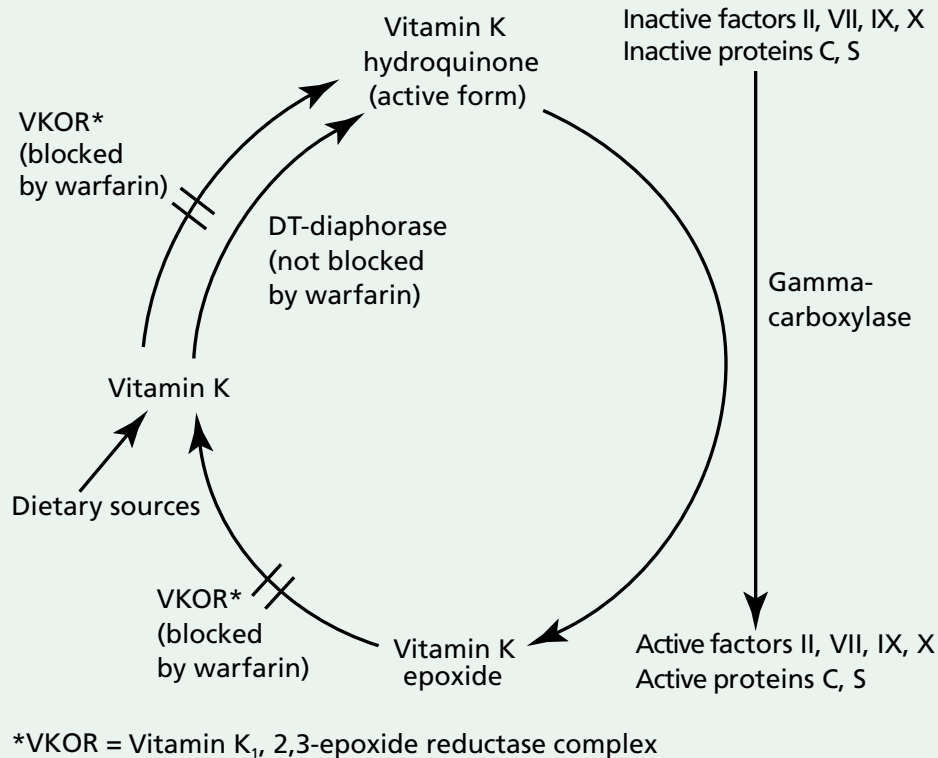 Vitamin K
hydroquinone
(active form)
Inactive factors II, VII, IX, X
Inactive proteins C, S
VKOR*
(blocked
by warfarin)
DT-diaphorase
(not blocked
by warfarin)
Gamma-
carboxylase
Vitamin K
Dietary sources
VKOR*
(blocked
by warfarin)
Vitamin K
epoxide
Active factors II, VII, IX, X
Active proteins C, S
*VKOR = Vitamin K₁, 2,3-epoxide reductase complex